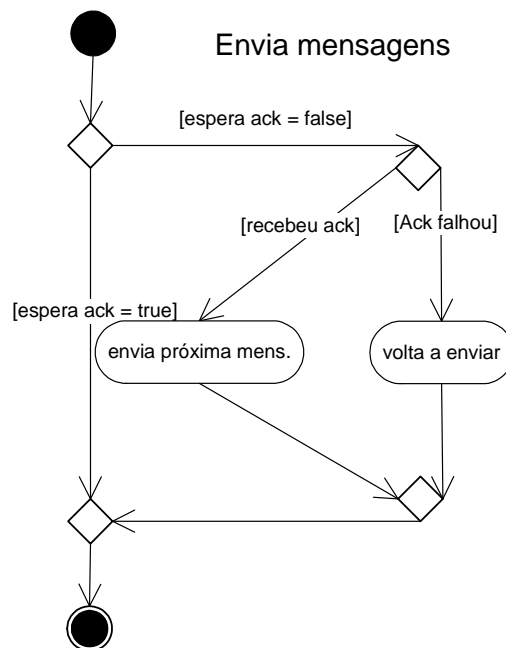 Envia mensagens
[espera ack = false]
[recebeu ack]
[Ack falhou]
[espera ack = true]
envia próxima mens.
volta a enviar